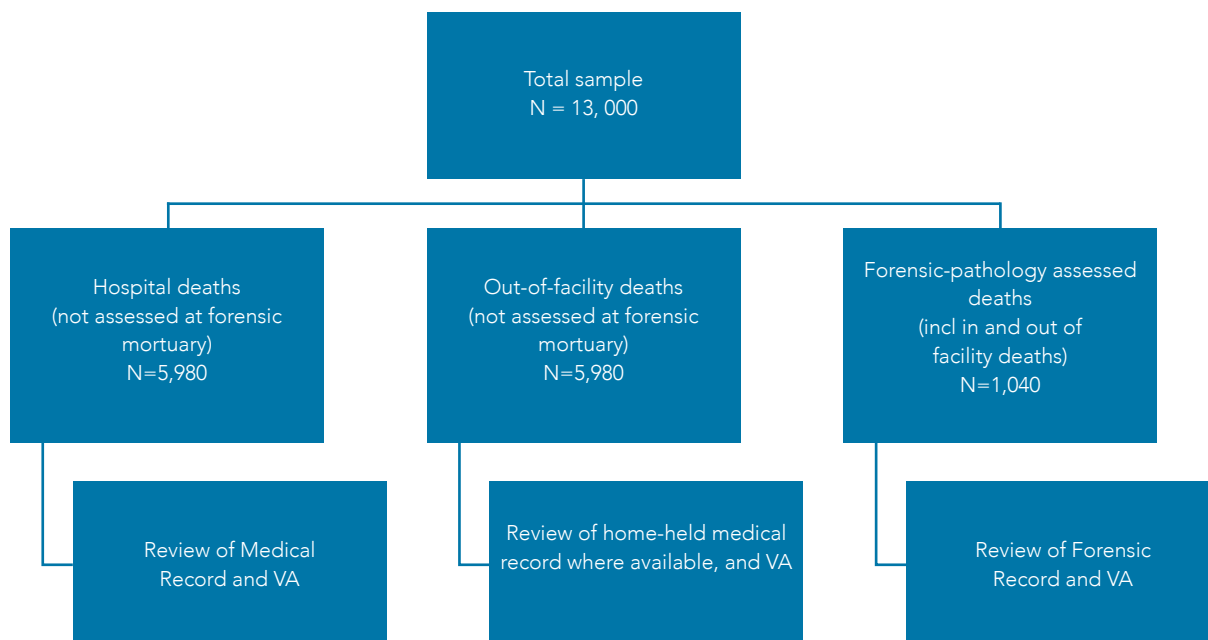 Total sample
N = 13, 000
Hospital deaths
(not assessed at forensic
mortuary)
N=5,980
Out-of-facility deaths
(not assessed at forensic
mortuary)
N=5,980
Forensic-pathology assessed
deaths
(incl in and out of
facility deaths)
N=1,040
Review of Medical
Record and VA
Review of home-held medical
record where available, and VA
Review of Forensic
Record and VA